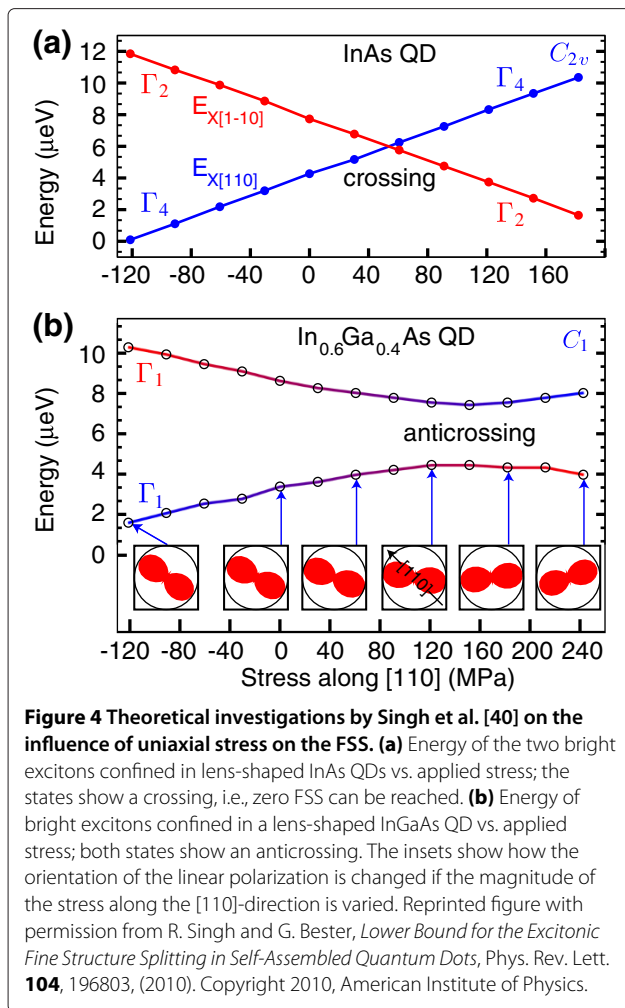 (a)
InAs QD
C2v
12
10
8
6
4
2
0
Energy (μeV)
Γ2
EX[1-10]
Γ4
EX[110]
crossing
Γ4
Γ2
-120 -80 -40 0 40 80 120 160
(b)
In0.6Ga0.4As QD
C1
10
8
6
4
2
0
Energy (μeV)
Γ1
anticrossing
Γ1
[110]
-120 -80 -40 0 40 80 120 160 200 240
Stress along [110] (MPa)
Figure 4 Theoretical investigations by Singh et al. [40] on the
influence of uniaxial stress on the FSS. (a) Energy of the two bright
excitons confined in lens-shaped InAs QDs vs. applied stress; the
states show a crossing, i.e., zero FSS can be reached. (b) Energy of
bright excitons confined in a lens-shaped InGaAs QD vs. applied
stress; both states show an anticrossing. The insets show how the
orientation of the linear polarization is changed if the magnitude of
the stress along the [110]-direction is varied. Reprinted figure with
permission from R. Singh and G. Bester, Lower Bound for the Excitonic
Fine Structure Splitting in Self-Assembled Quantum Dots, Phys. Rev. Lett.
104, 196803, (2010). Copyright 2010, American Institute of Physics.